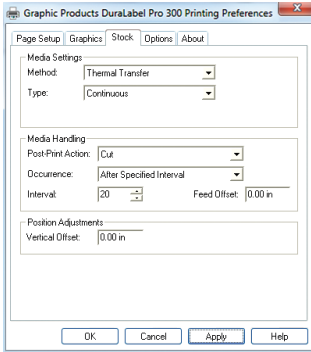 Graphic Products DuraLabel Pro 300 Printing Preferences
Page Setup Graphics Stock Options About
Media Settings
Method: Thermal Transfer
Type: Continuous
Media Handling
Post-Print Action: Cut
Occurrence: After Specified Interval
Interval: 20 Feed Offset: 0.00 in
Position Adjustments
Vertical Offset: 0.00 in
OK Cancel Apply Help